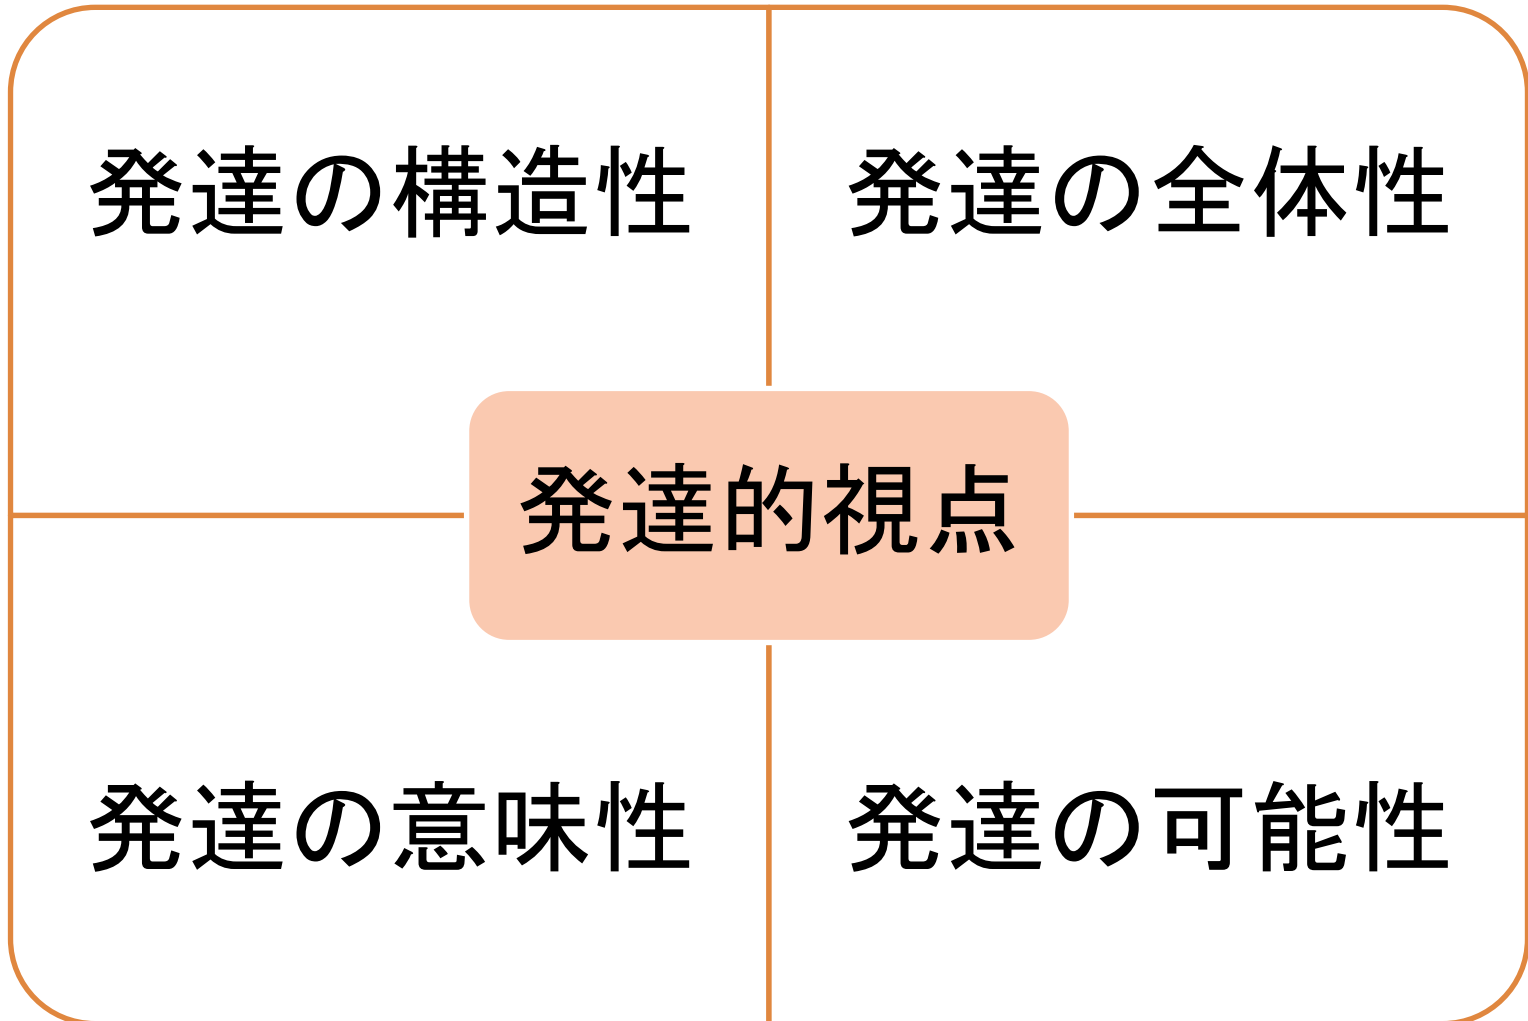 発達の構造性
発達の全体性
発達的視点
発達の意味性
発達の可能性